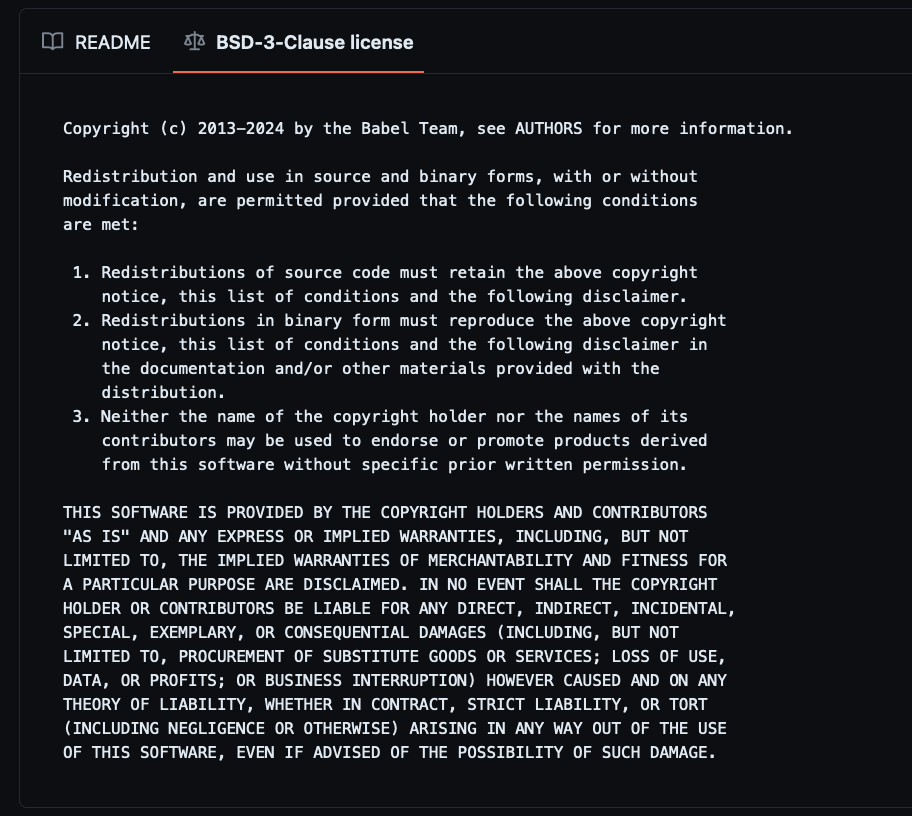 README
BSD-3-Clause license
Copyright (c) 2013–2024 by the Babel Team, see AUTHORS for more information.
Redistribution and use in source and binary forms, with or without
modification, are permitted provided that the following conditions
are met:
1. Redistributions of source code must retain the above copyright
notice, this list of conditions and the following disclaimer.
2. Redistributions in binary form must reproduce the above copyright
notice, this list of conditions and the following disclaimer in
the documentation and/or other materials provided with the
distribution.
3. Neither the name of the copyright holder nor the names of its
contributors may be used to endorse or promote products derived
from this software without specific prior written permission.
THIS SOFTWARE IS PROVIDED BY THE COPYRIGHT HOLDERS AND CONTRIBUTORS
"AS IS" AND ANY EXPRESS OR IMPLIED WARRANTIES, INCLUDING, BUT NOT
LIMITED TO, THE IMPLIED WARRANTIES OF MERCHANTABILITY AND FITNESS FOR
A PARTICULAR PURPOSE ARE DISCLAIMED. IN NO EVENT SHALL THE COPYRIGHT
HOLDER OR CONTRIBUTORS BE LIABLE FOR ANY DIRECT, INDIRECT, INCIDENTAL,
SPECIAL, EXEMPLARY, OR CONSEQUENTIAL DAMAGES (INCLUDING, BUT NOT
LIMITED TO, PROCUREMENT OF SUBSTITUTE GOODS OR SERVICES; LOSS OF USE,
DATA, OR PROFITS; OR BUSINESS INTERRUPTION) HOWEVER CAUSED AND ON ANY
THEORY OF LIABILITY, WHETHER IN CONTRACT, STRICT LIABILITY, OR TORT
(INCLUDING NEGLIGENCE OR OTHERWISE) ARISING IN ANY WAY OUT OF THE USE
OF THIS SOFTWARE, EVEN IF ADVISED OF THE POSSIBILITY OF SUCH DAMAGE.